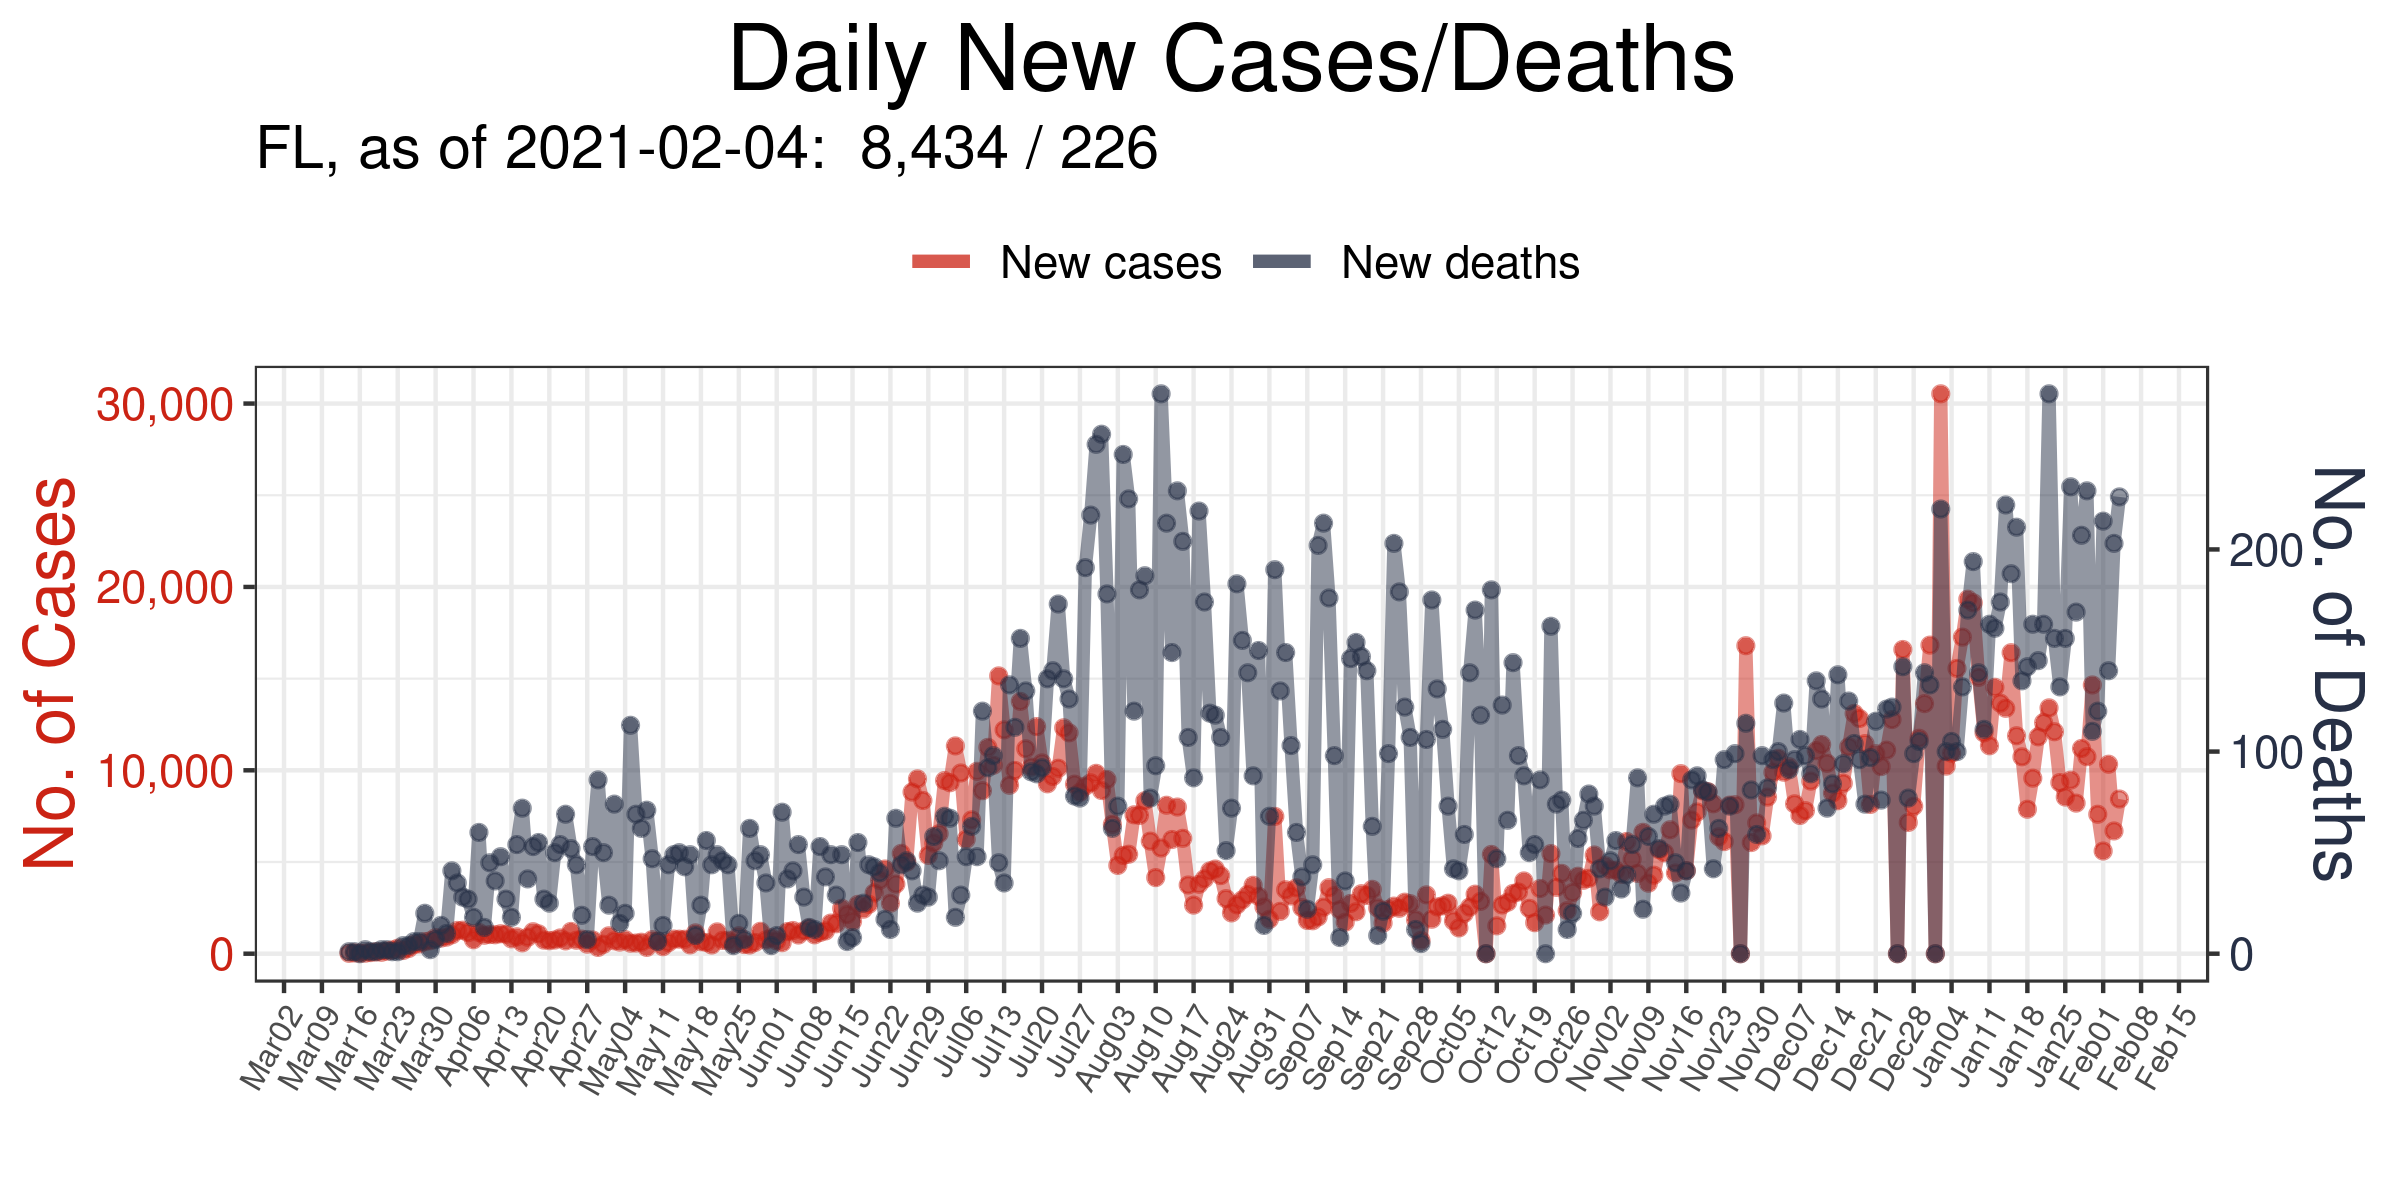 Daily New Cases/Deaths
FL, as of 2021-02-04:  8,434 / 226
New cases
New deaths
No. of Cases
30,000
20,000
10,000
0
200
100
0
No. of Deaths
Mar02
Mar09
Mar16
Mar23
Mar30
Apr06
Apr13
Apr20
Apr27
May04
May11
May18
May25
Jun01
Jun08
Jun15
Jun22
Jun29
Jul06
Jul13
Jul20
Jul27
Aug03
Aug10
Aug17
Aug24
Aug31
Sep07
Sep14
Sep21
Sep28
Oct05
Oct12
Oct19
Oct26
Nov02
Nov09
Nov16
Nov23
Nov30
Dec07
Dec14
Dec21
Dec28
Jan04
Jan11
Jan18
Jan25
Feb01
Feb08
Feb15